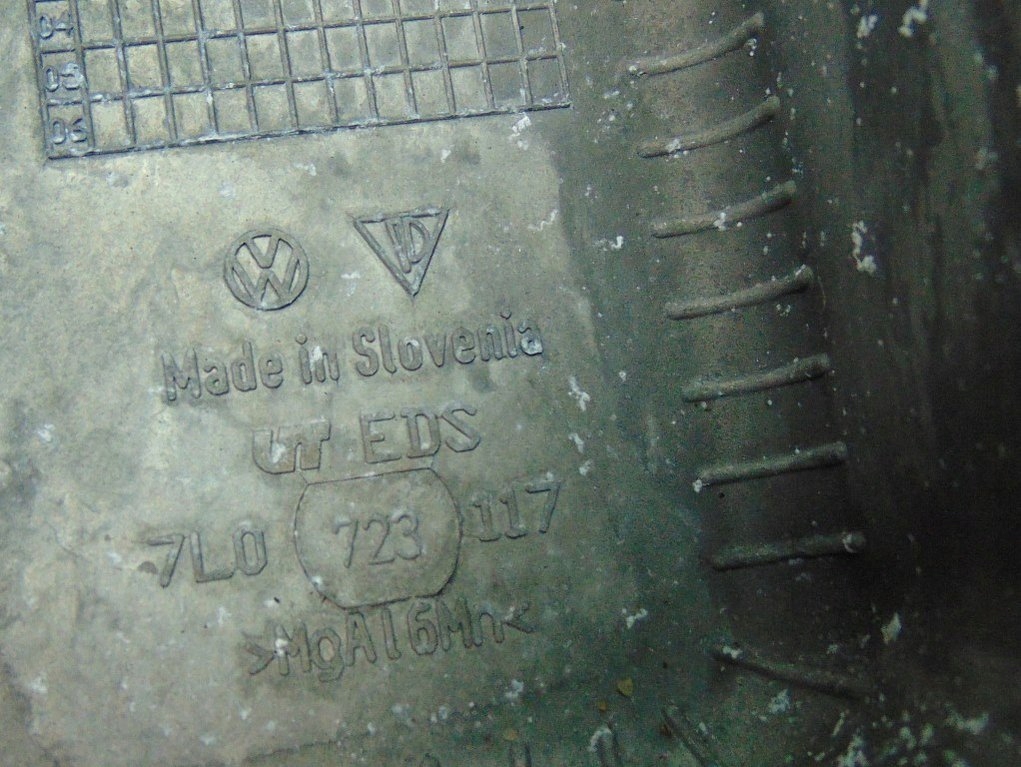 04
05
06
Made in Slovenia
EDS
7L0 723 117
>MgAl6Mn<